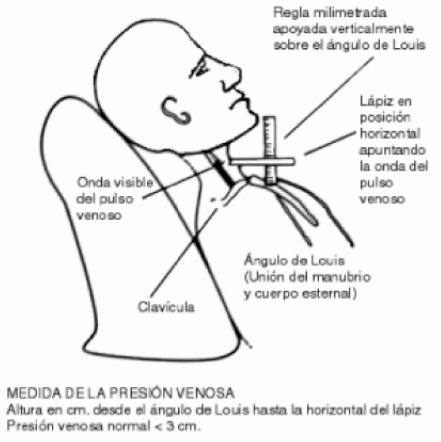 Regla milimetrada
apoyada verticalmente
sobre el ángulo de Louis
Lápiz en
posición
horizontal
apuntando
la onda del
pulso
venoso
Onda visible
del pulso
venoso
Ángulo de Louis
(Unión del manubrio
y cuerpo esternal)
Clavícula
MEDIDA DE LA PRESIÓN VENOSA
Altura en cm. desde el ángulo de Louis hasta la horizontal del lápiz
Presión venosa normal < 3 cm.